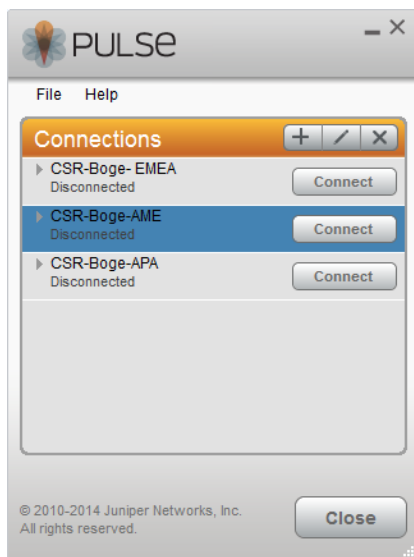 PULSE
File Help
Connections
CSR-Boge- EMEA
Disconnected
Connect
CSR-Boge-AME
Disconnected
Connect
CSR-Boge-APA
Disconnected
Connect
© 2010-2014 Juniper Networks, Inc.
All rights reserved.
Close